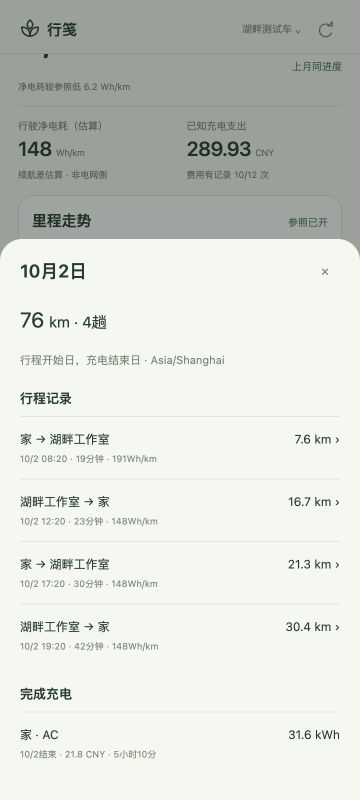 行笺
湖畔测试车
上月同进度
净电耗较参照低 6.2 Wh/km
行驶净电耗（估算）
已知充电支出
148 Wh/km
289.93 CNY
续航差估算 · 非电网侧
费用有记录 10/12 次
里程走势
参照已开
10月2日
×
76 km · 4趟
行程开始日，充电结束日 · Asia/Shanghai
行程记录
家 → 湖畔工作室
7.6 km ›
10/2 08:20 · 19分钟 · 191Wh/km
湖畔工作室 → 家
16.7 km ›
10/2 12:20 · 23分钟 · 148Wh/km
家 → 湖畔工作室
21.3 km ›
10/2 17:20 · 30分钟 · 148Wh/km
湖畔工作室 → 家
30.4 km ›
10/2 19:20 · 42分钟 · 148Wh/km
完成充电
家 · AC
31.6 kWh
10/2结束 · 21.8 CNY · 5小时10分